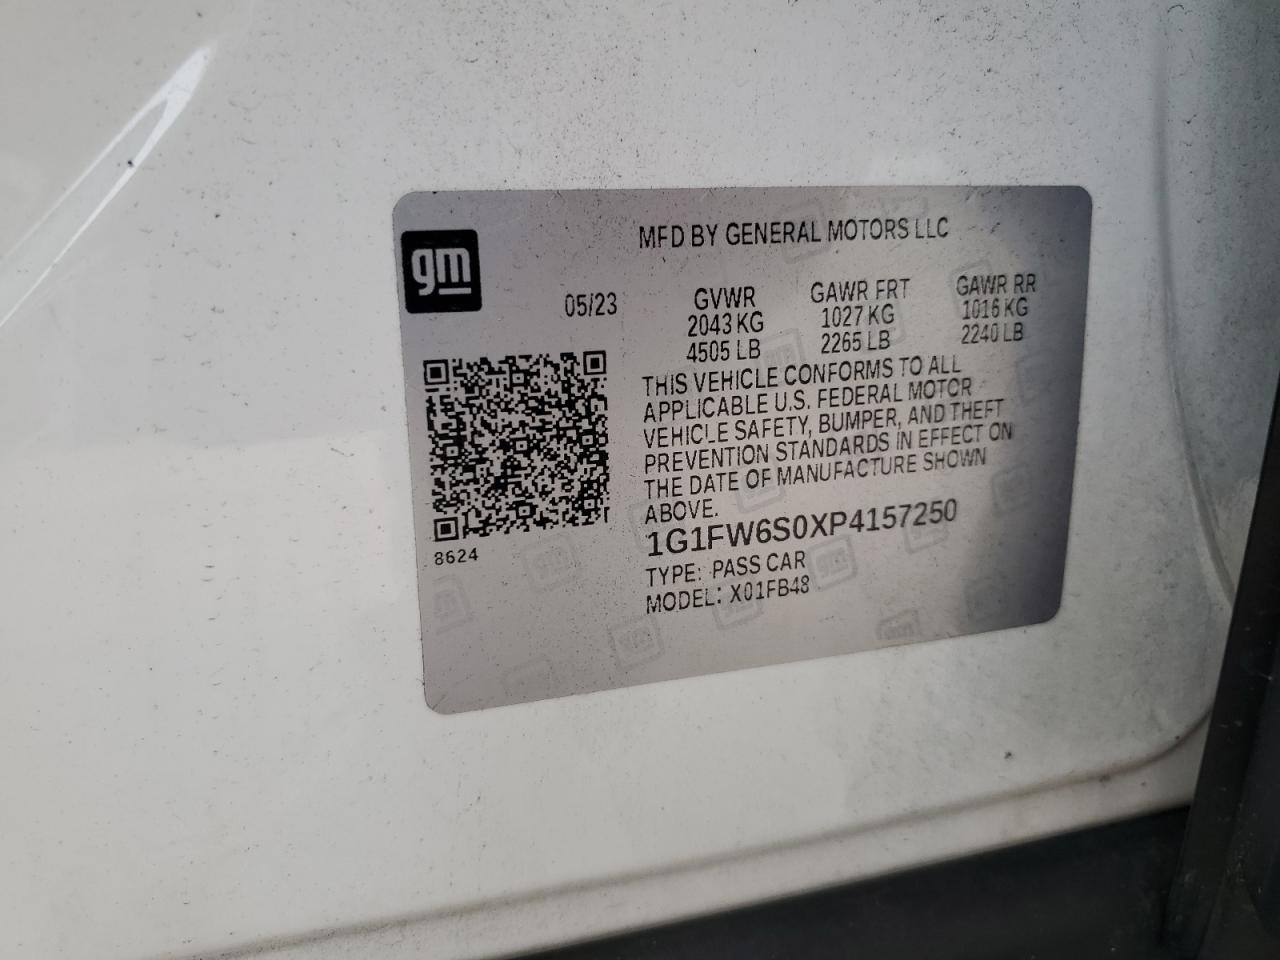 gm
MFD BY GENERAL MOTORS LLC
05/23
GVWR GAWR FRT GAWR RR
2043 KG 1027 KG 1016 KG
4505 LB 2265 LB 2240 LB
THIS VEHICLE CONFORMS TO ALL
APPLICABLE U.S. FEDERAL MOTOR
VEHICLE SAFETY, BUMPER, AND THEFT
PREVENTION STANDARDS IN EFFECT ON
THE DATE OF MANUFACTURE SHOWN
ABOVE.
1G1FW6S0XP4157250
TYPE: PASS CAR
MODEL: X01FB48
8624